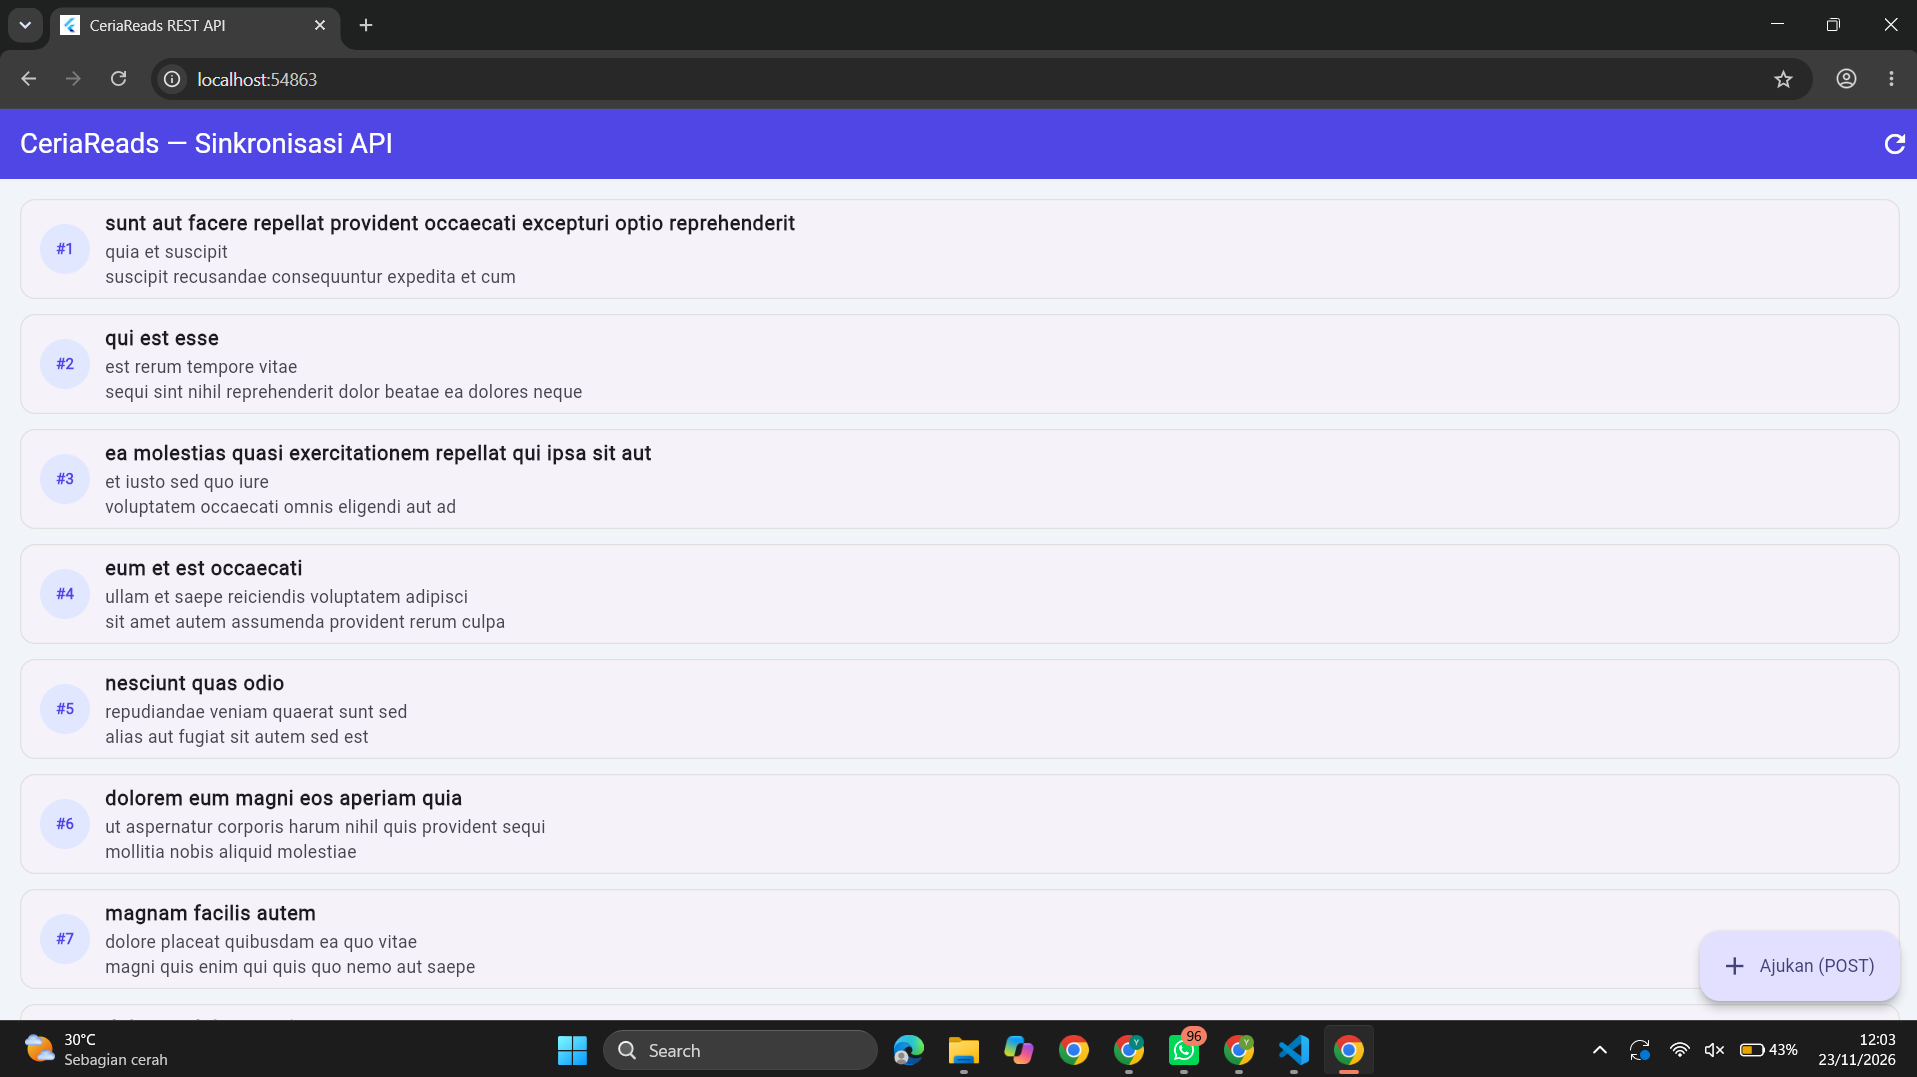 CeriaReads REST API
localhost:54863
CeriaReads — Sinkronisasi API
#1
sunt aut facere repellat provident occaecati excepturi optio reprehenderit
quia et suscipit
suscipit recusandae consequuntur expedita et cum
#2
qui est esse
est rerum tempore vitae
sequi sint nihil reprehenderit dolor beatae ea dolores neque
#3
ea molestias quasi exercitationem repellat qui ipsa sit aut
et iusto sed quo iure
voluptatem occaecati omnis eligendi aut ad
#4
eum et est occaecati
ullam et saepe reiciendis voluptatem adipisci
sit amet autem assumenda provident rerum culpa
#5
nesciunt quas odio
repudiandae veniam quaerat sunt sed
alias aut fugiat sit autem sed est
#6
dolorem eum magni eos aperiam quia
ut aspernatur corporis harum nihil quis provident sequi
mollitia nobis aliquid molestiae
#7
magnam facilis autem
dolore placeat quibusdam ea quo vitae
magni quis enim qui quis quo nemo aut saepe
Ajukan (POST)
30°C
Sebagian cerah
Search
Y
96
Y
43%
12:03
23/11/2026